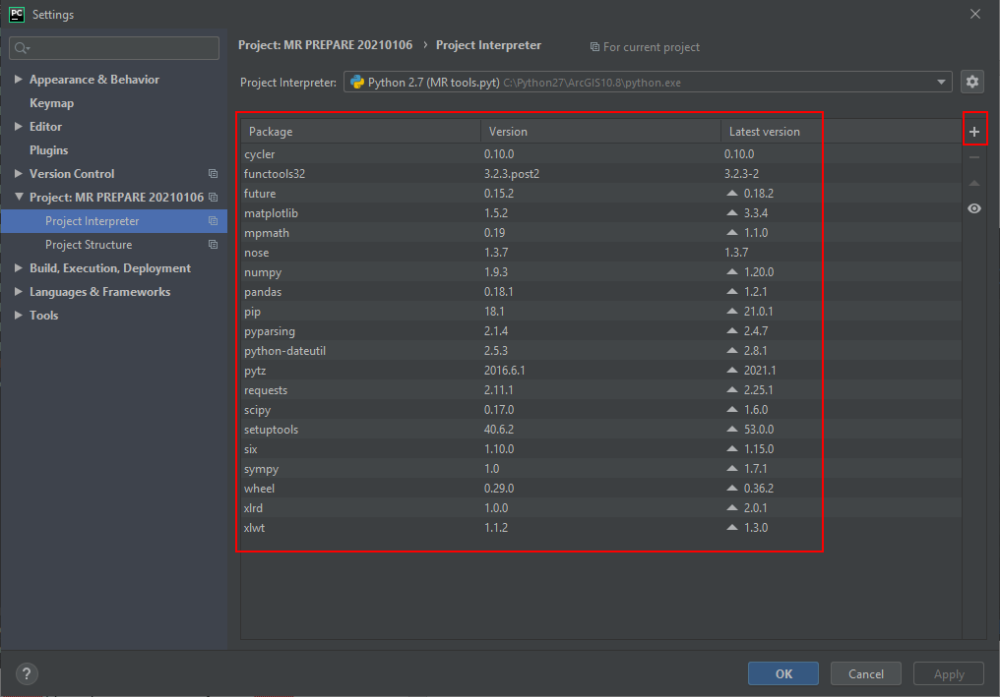 PC Settings
Project: MR PREPARE 20210106 › Project Interpreter For current project
Appearance & Behavior
Keymap
Editor
Plugins
Version Control
Project: MR PREPARE 20210106
Project Interpreter
Project Structure
Build, Execution, Deployment
Languages & Frameworks
Tools
Project Interpreter: Python 2.7 (MR tools.pyt) C:\Python27\ArcGIS10.8\python.exe
Package Version Latest version
cycler 0.10.0 0.10.0
functools32 3.2.3.post2 3.2.3-2
future 0.15.2 0.18.2
matplotlib 1.5.2 3.3.4
mpmath 0.19 1.1.0
nose 1.3.7 1.3.7
numpy 1.9.3 1.20.0
pandas 0.18.1 1.2.1
pip 18.1 21.0.1
pyparsing 2.1.4 2.4.7
python-dateutil 2.5.3 2.8.1
pytz 2016.6.1 2021.1
requests 2.11.1 2.25.1
scipy 0.17.0 1.6.0
setuptools 40.6.2 53.0.0
six 1.10.0 1.15.0
sympy 1.0 1.7.1
wheel 0.29.0 0.36.2
xlrd 1.0.0 2.0.1
xlwt 1.1.2 1.3.0
? OK Cancel Apply